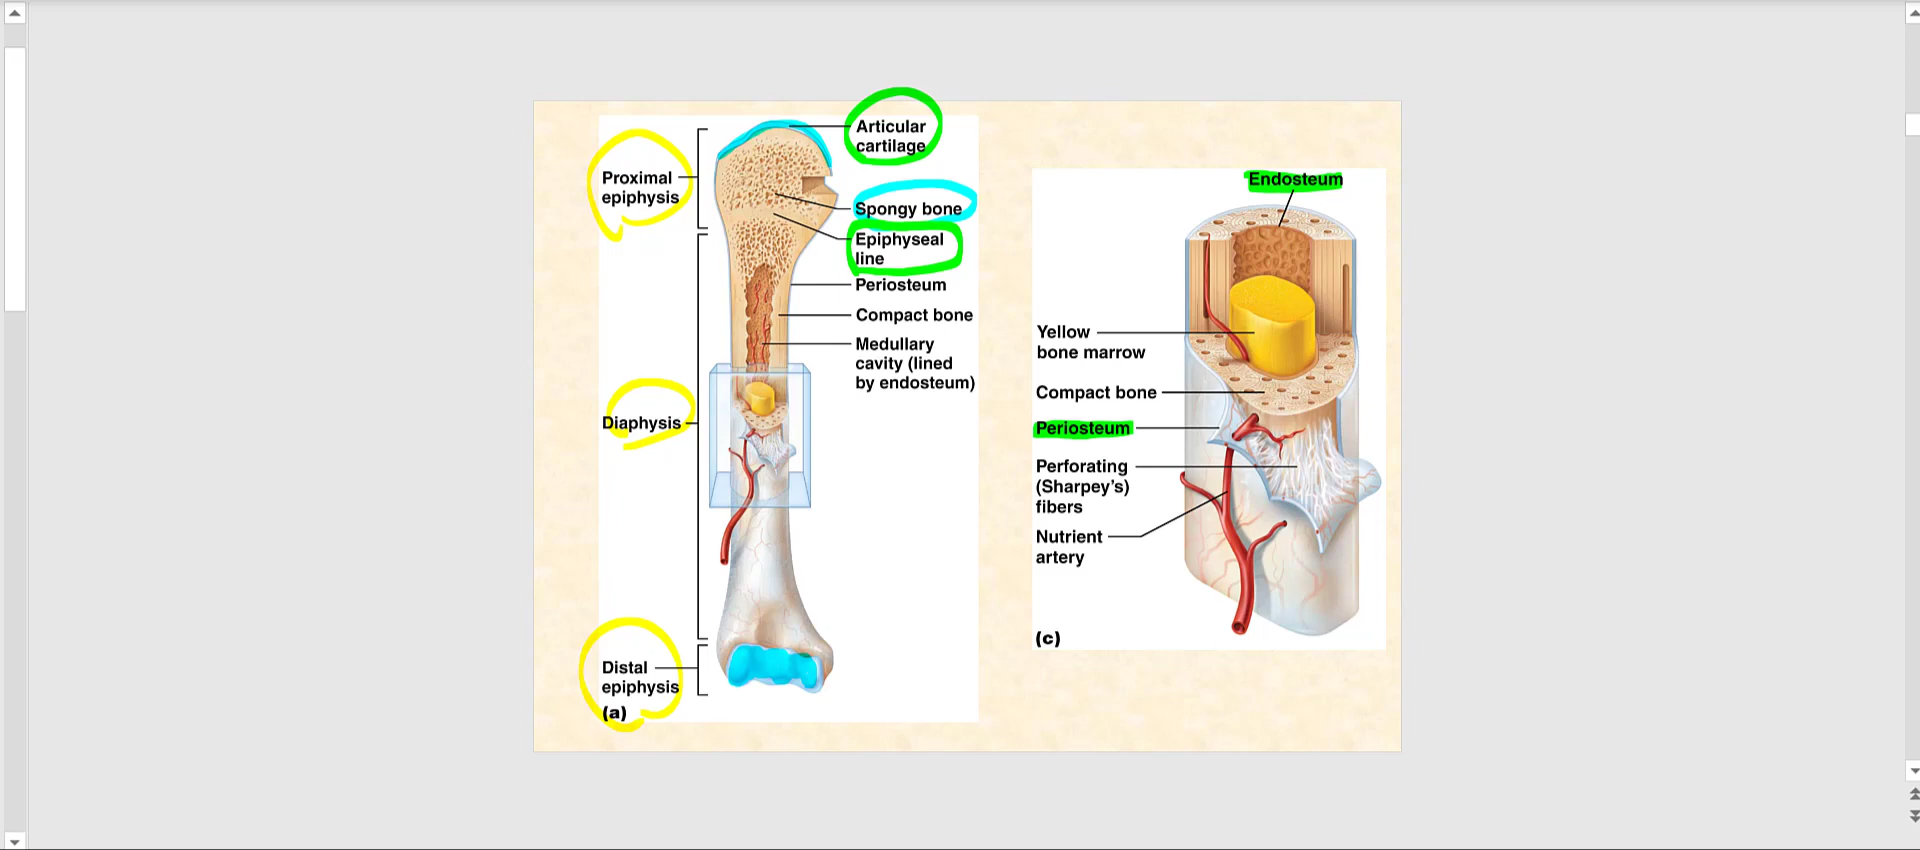 Articular
cartilage
Proximal
epiphysis
Spongy bone
Epiphyseal
line
Periosteum
Compact bone
Medullary
cavity (lined
by endosteum)
Diaphysis
Distal
epiphysis
(a)
Endosteum
Yellow
bone marrow
Compact bone
Periosteum
Perforating
(Sharpey's)
fibers
Nutrient
artery
(c)